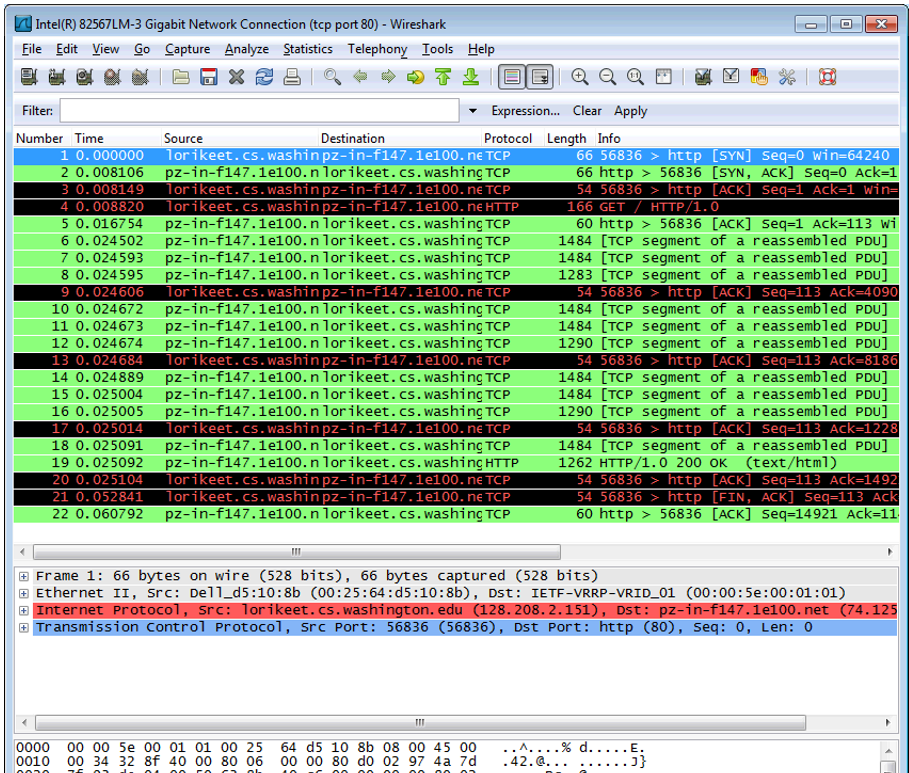 Intel(R) 82567LM-3 Gigabit Network Connection (tcp port 80) - Wireshark
File Edit View Go Capture Analyze Statistics Telephony Tools Help
Filter: Expression... Clear Apply
Number Time Source Destination Protocol Length Info
1 0.000000 lorikeet.cs.washin pz-in-f147.1e100.ne TCP 66 56836 > http [SYN] Seq=0 Win=64240
2 0.008106 pz-in-f147.1e100.n lorikeet.cs.washing TCP 66 http > 56836 [SYN, ACK] Seq=0 Ack=1
3 0.008149 lorikeet.cs.washin pz-in-f147.1e100.ne TCP 54 56836 > http [ACK] Seq=1 Ack=1 Win=
4 0.008820 lorikeet.cs.washin pz-in-f147.1e100.ne HTTP 166 GET / HTTP/1.0
5 0.016754 pz-in-f147.1e100.n lorikeet.cs.washing TCP 60 http > 56836 [ACK] Seq=1 Ack=113 Wi
6 0.024502 pz-in-f147.1e100.n lorikeet.cs.washing TCP 1484 [TCP segment of a reassembled PDU]
7 0.024593 pz-in-f147.1e100.n lorikeet.cs.washing TCP 1484 [TCP segment of a reassembled PDU]
8 0.024595 pz-in-f147.1e100.n lorikeet.cs.washing TCP 1283 [TCP segment of a reassembled PDU]
9 0.024606 lorikeet.cs.washin pz-in-f147.1e100.ne TCP 54 56836 > http [ACK] Seq=113 Ack=4090
10 0.024672 pz-in-f147.1e100.n lorikeet.cs.washing TCP 1484 [TCP segment of a reassembled PDU]
11 0.024673 pz-in-f147.1e100.n lorikeet.cs.washing TCP 1484 [TCP segment of a reassembled PDU]
12 0.024674 pz-in-f147.1e100.n lorikeet.cs.washing TCP 1290 [TCP segment of a reassembled PDU]
13 0.024684 lorikeet.cs.washin pz-in-f147.1e100.ne TCP 54 56836 > http [ACK] Seq=113 Ack=8186
14 0.024889 pz-in-f147.1e100.n lorikeet.cs.washing TCP 1484 [TCP segment of a reassembled PDU]
15 0.025004 pz-in-f147.1e100.n lorikeet.cs.washing TCP 1484 [TCP segment of a reassembled PDU]
16 0.025005 pz-in-f147.1e100.n lorikeet.cs.washing TCP 1290 [TCP segment of a reassembled PDU]
17 0.025014 lorikeet.cs.washin pz-in-f147.1e100.ne TCP 54 56836 > http [ACK] Seq=113 Ack=1228
18 0.025091 pz-in-f147.1e100.n lorikeet.cs.washing TCP 1484 [TCP segment of a reassembled PDU]
19 0.025092 pz-in-f147.1e100.n lorikeet.cs.washing HTTP 1262 HTTP/1.0 200 OK (text/html)
20 0.025104 lorikeet.cs.washin pz-in-f147.1e100.ne TCP 54 56836 > http [ACK] Seq=113 Ack=1492
21 0.052841 lorikeet.cs.washin pz-in-f147.1e100.ne TCP 54 56836 > http [FIN, ACK] Seq=113 Ack
22 0.060792 pz-in-f147.1e100.n lorikeet.cs.washing TCP 60 http > 56836 [ACK] Seq=14921 Ack=11
Frame 1: 66 bytes on wire (528 bits), 66 bytes captured (528 bits)
Ethernet II, Src: Dell_d5:10:8b (00:25:64:d5:10:8b), Dst: IETF-VRRP-VRID_01 (00:00:5e:00:01:01)
Internet Protocol, Src: lorikeet.cs.washington.edu (128.208.2.151), Dst: pz-in-f147.1e100.net (74.125
Transmission Control Protocol, Src Port: 56836 (56836), Dst Port: http (80), Seq: 0, Len: 0
0000 00 00 5e 00 01 01 00 25 64 d5 10 8b 08 00 45 00 ..^....% d.....E.
0010 00 34 32 8f 40 00 80 06 00 00 80 d0 02 97 4a 7d .42.@... ......J}